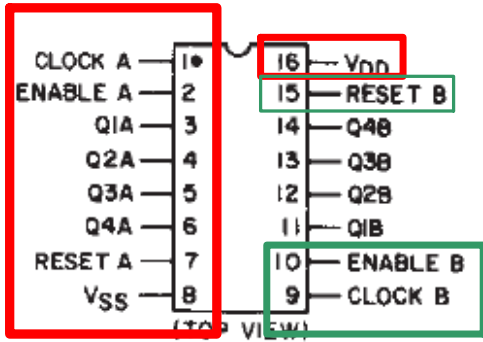 CLOCK A 1 16 VDD
ENABLE A 2 15 RESET B
Q1A 3 14 Q4B
Q2A 4 13 Q3B
Q3A 5 12 Q2B
Q4A 6 11 Q1B
RESET A 7 10 ENABLE B
VSS 8 9 CLOCK B
(TOP VIEW)